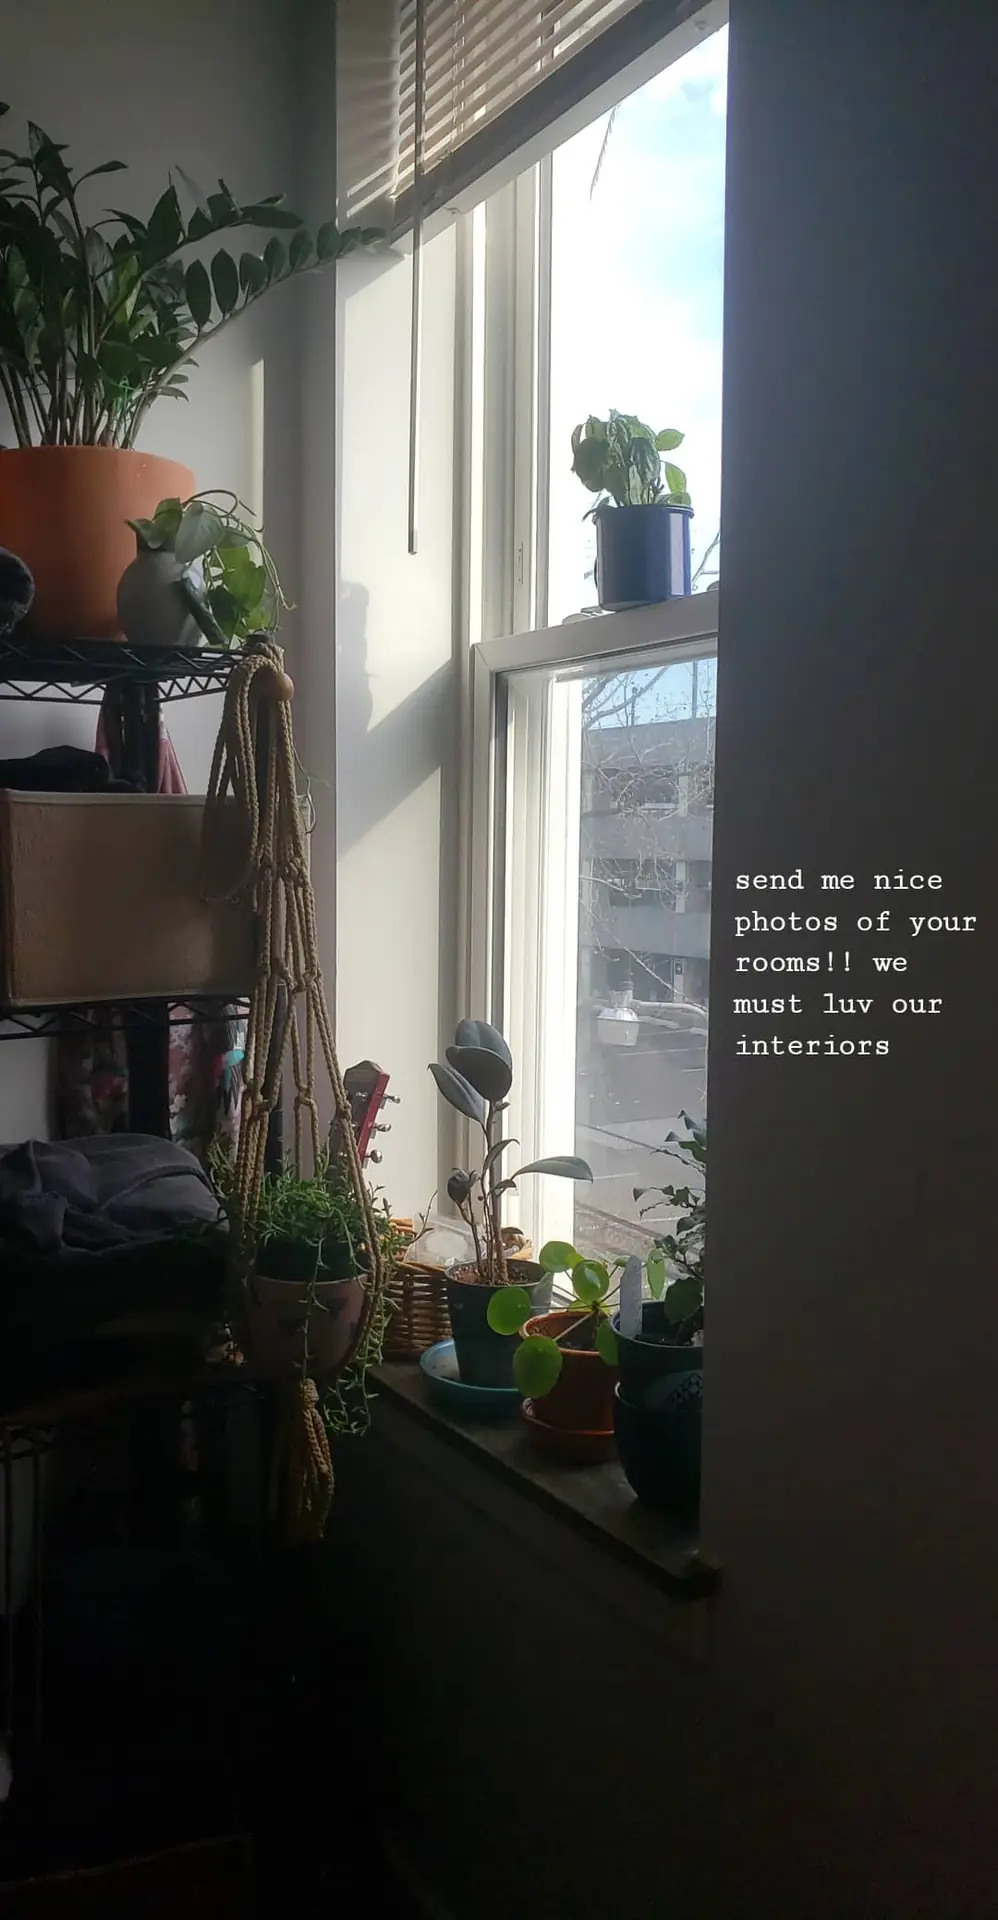 send me nice
photos of your
rooms!! we
must luv our
interiors